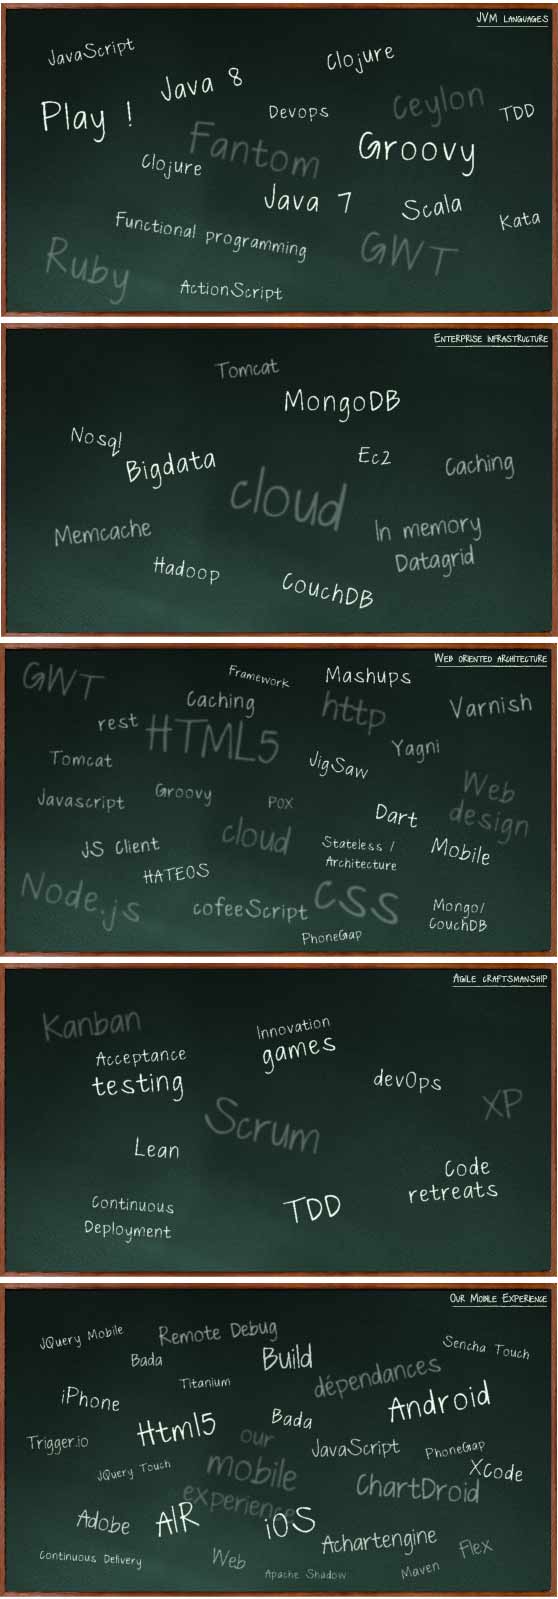 JVM LANGUAGES
JavaScript
Clojure
Java 8
Ceylon
Play !
Devops
TDD
Fantom
Groovy
Clojure
Java 7
Scala
Kata
Functional programming
GWT
Ruby
ActionScript
ENTERPRISE INFRASTRUCTURE
Tomcat
MongoDB
Nosql
Bigdata
Ec2
Caching
cloud
Memcache
In memory
Datagrid
Hadoop
CouchDB
WEB ORIENTED ARCHITECTURE
GWT
Framework
Mashups
Caching
http
Varnish
rest
HTML5
Yagni
Tomcat
JigSaw
Web
design
Javascript
Groovy
POX
Dart
cloud
JS Client
Stateless /
Architecture
Mobile
HATEOS
Node.js
cofeeScript
CSS
Mongo/
CouchDB
PhoneGap
AGILE CRAFTSMANSHIP
Kanban
Innovation
games
Acceptance
testing
devOps
XP
Scrum
Lean
Code
retreats
Continuous
Deployment
TDD
OUR MOBILE EXPERIENCE
JQuery Mobile
Remote Debug
Sencha Touch
Bada
Build
dépendances
Titanium
iPhone
Android
Html5
Bada
Trigger.io
our
mobile
experience
JavaScript
PhoneGap
JQuery Touch
XCode
ChartDroid
Adobe
AIR
iOS
Achartengine
Flex
Continuous Delivery
Web
Apache Shadow
Maven